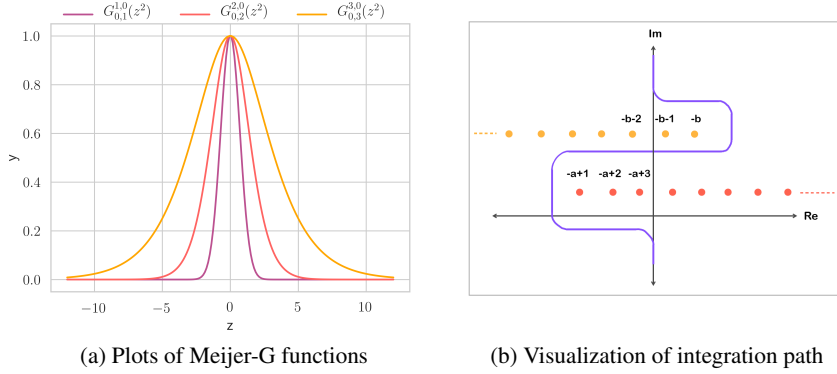 G^{1,0}_{0,1}(z^2) G^{2,0}_{0,2}(z^2) G^{3,0}_{0,3}(z^2)
1.0
0.8
0.6
0.4
0.2
0.0
y
−10 −5 0 5 10
z
(a) Plots of Meijer-G functions
Im
-b-2 -b-1 -b
-a+1 -a+2 -a+3
Re
(b) Visualization of integration path